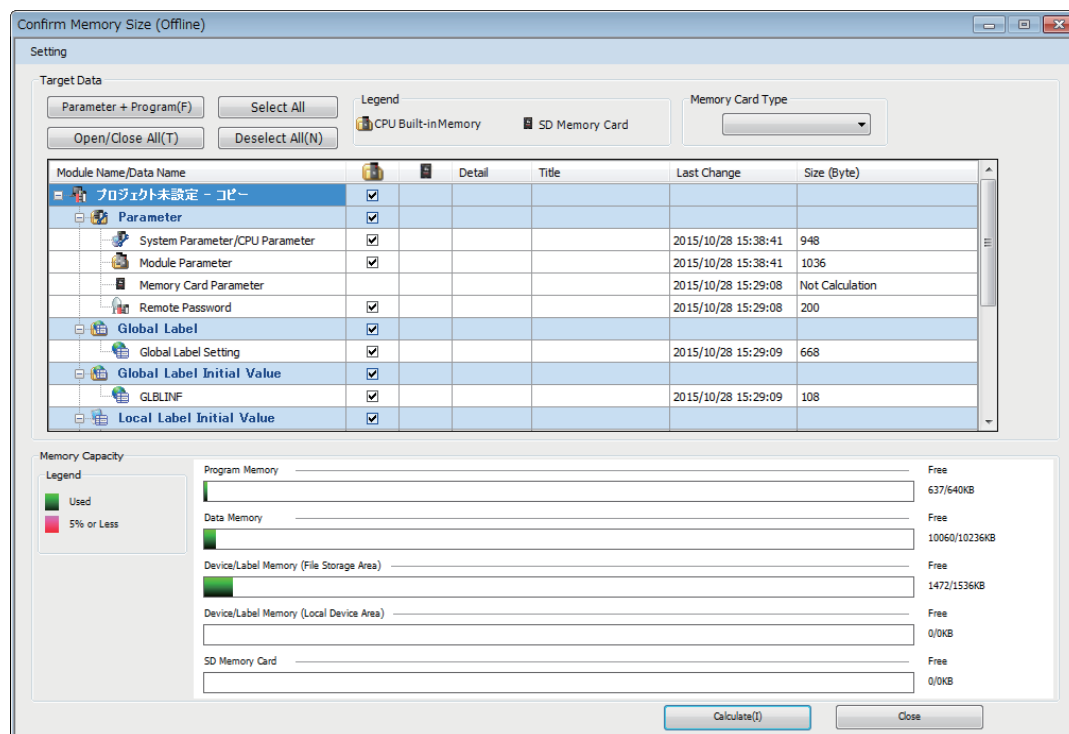 Confirm Memory Size (Offline)
Setting
Target Data
Parameter + Program(F)
Select All
Open/Close All(T)
Deselect All(N)
Legend
CPU Built-inMemory
SD Memory Card
Memory Card Type
Module Name/Data Name Detail Title Last Change Size (Byte)
プロジェクト未設定 - コピー
Parameter
System Parameter/CPU Parameter 2015/10/28 15:38:41 948
Module Parameter 2015/10/28 15:38:41 1036
Memory Card Parameter 2015/10/28 15:29:08 Not Calculation
Remote Password 2015/10/28 15:29:08 200
Global Label
Global Label Setting 2015/10/28 15:29:09 668
Global Label Initial Value
GLBLINF 2015/10/28 15:29:09 108
Local Label Initial Value
Memory Capacity
Legend
Used
5% or Less
Program Memory Free
637/640KB
Data Memory Free
10060/10236KB
Device/Label Memory (File Storage Area) Free
1472/1536KB
Device/Label Memory (Local Device Area) Free
0/0KB
SD Memory Card Free
0/0KB
Calculate(I)
Close